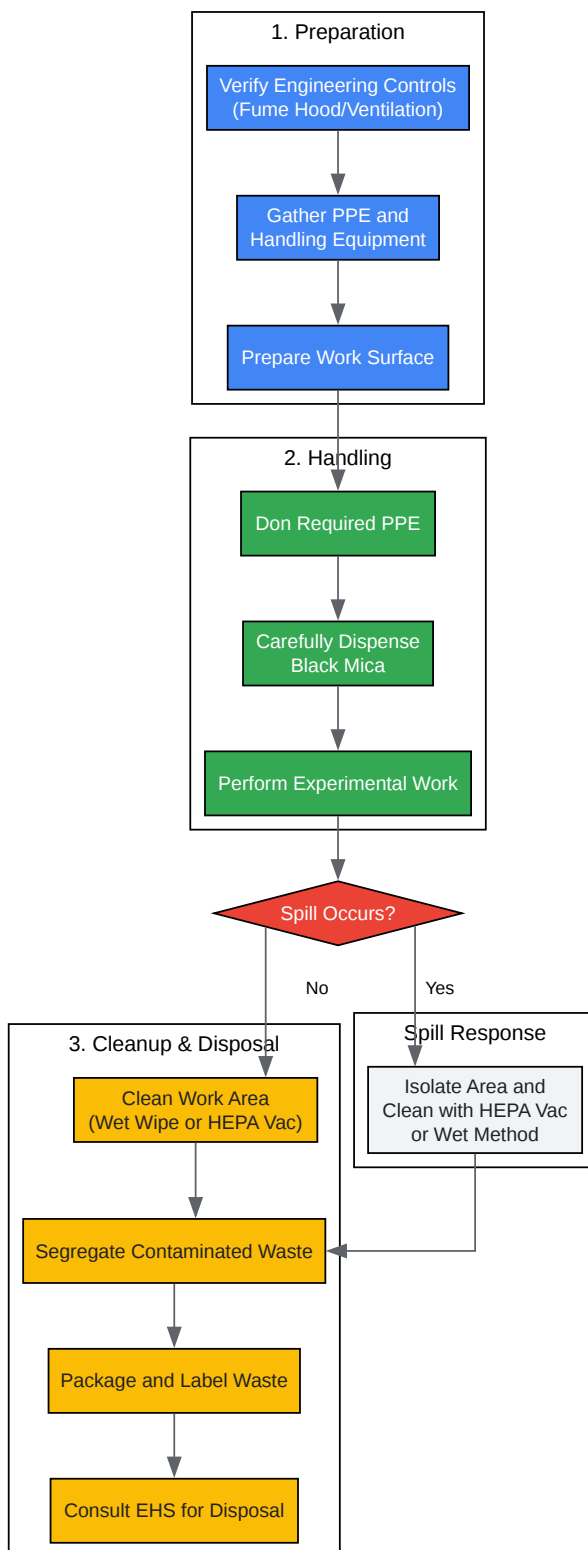 1. Preparation
Verify Engineering Controls
(Fume Hood/Ventilation)
Gather PPE and
Handling Equipment
Prepare Work Surface
2. Handling
Don Required PPE
Carefully Dispense
Black Mica
Perform Experimental Work
Spill Occurs?
No
Yes
3. Cleanup & Disposal
Clean Work Area
(Wet Wipe or HEPA Vac)
Spill Response
Isolate Area and
Clean with HEPA Vac
or Wet Method
Segregate Contaminated Waste
Package and Label Waste
Consult EHS for Disposal